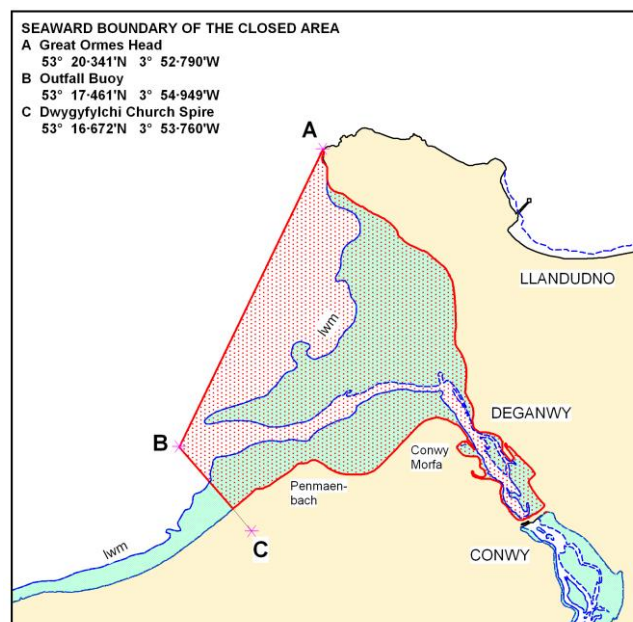 SEAWARD BOUNDARY OF THE CLOSED AREA
A Great Ormes Head
53° 20·341'N 3° 52·790'W
B Outfall Buoy
53° 17·461'N 3° 54·949'W
C Dwygyfylchi Church Spire
53° 16·672'N 3° 53·760'W
A
LLANDUDNO
lwm
DEGANWY
B
Conwy
Morfa
Penmaen-
bach
C
lwm
CONWY